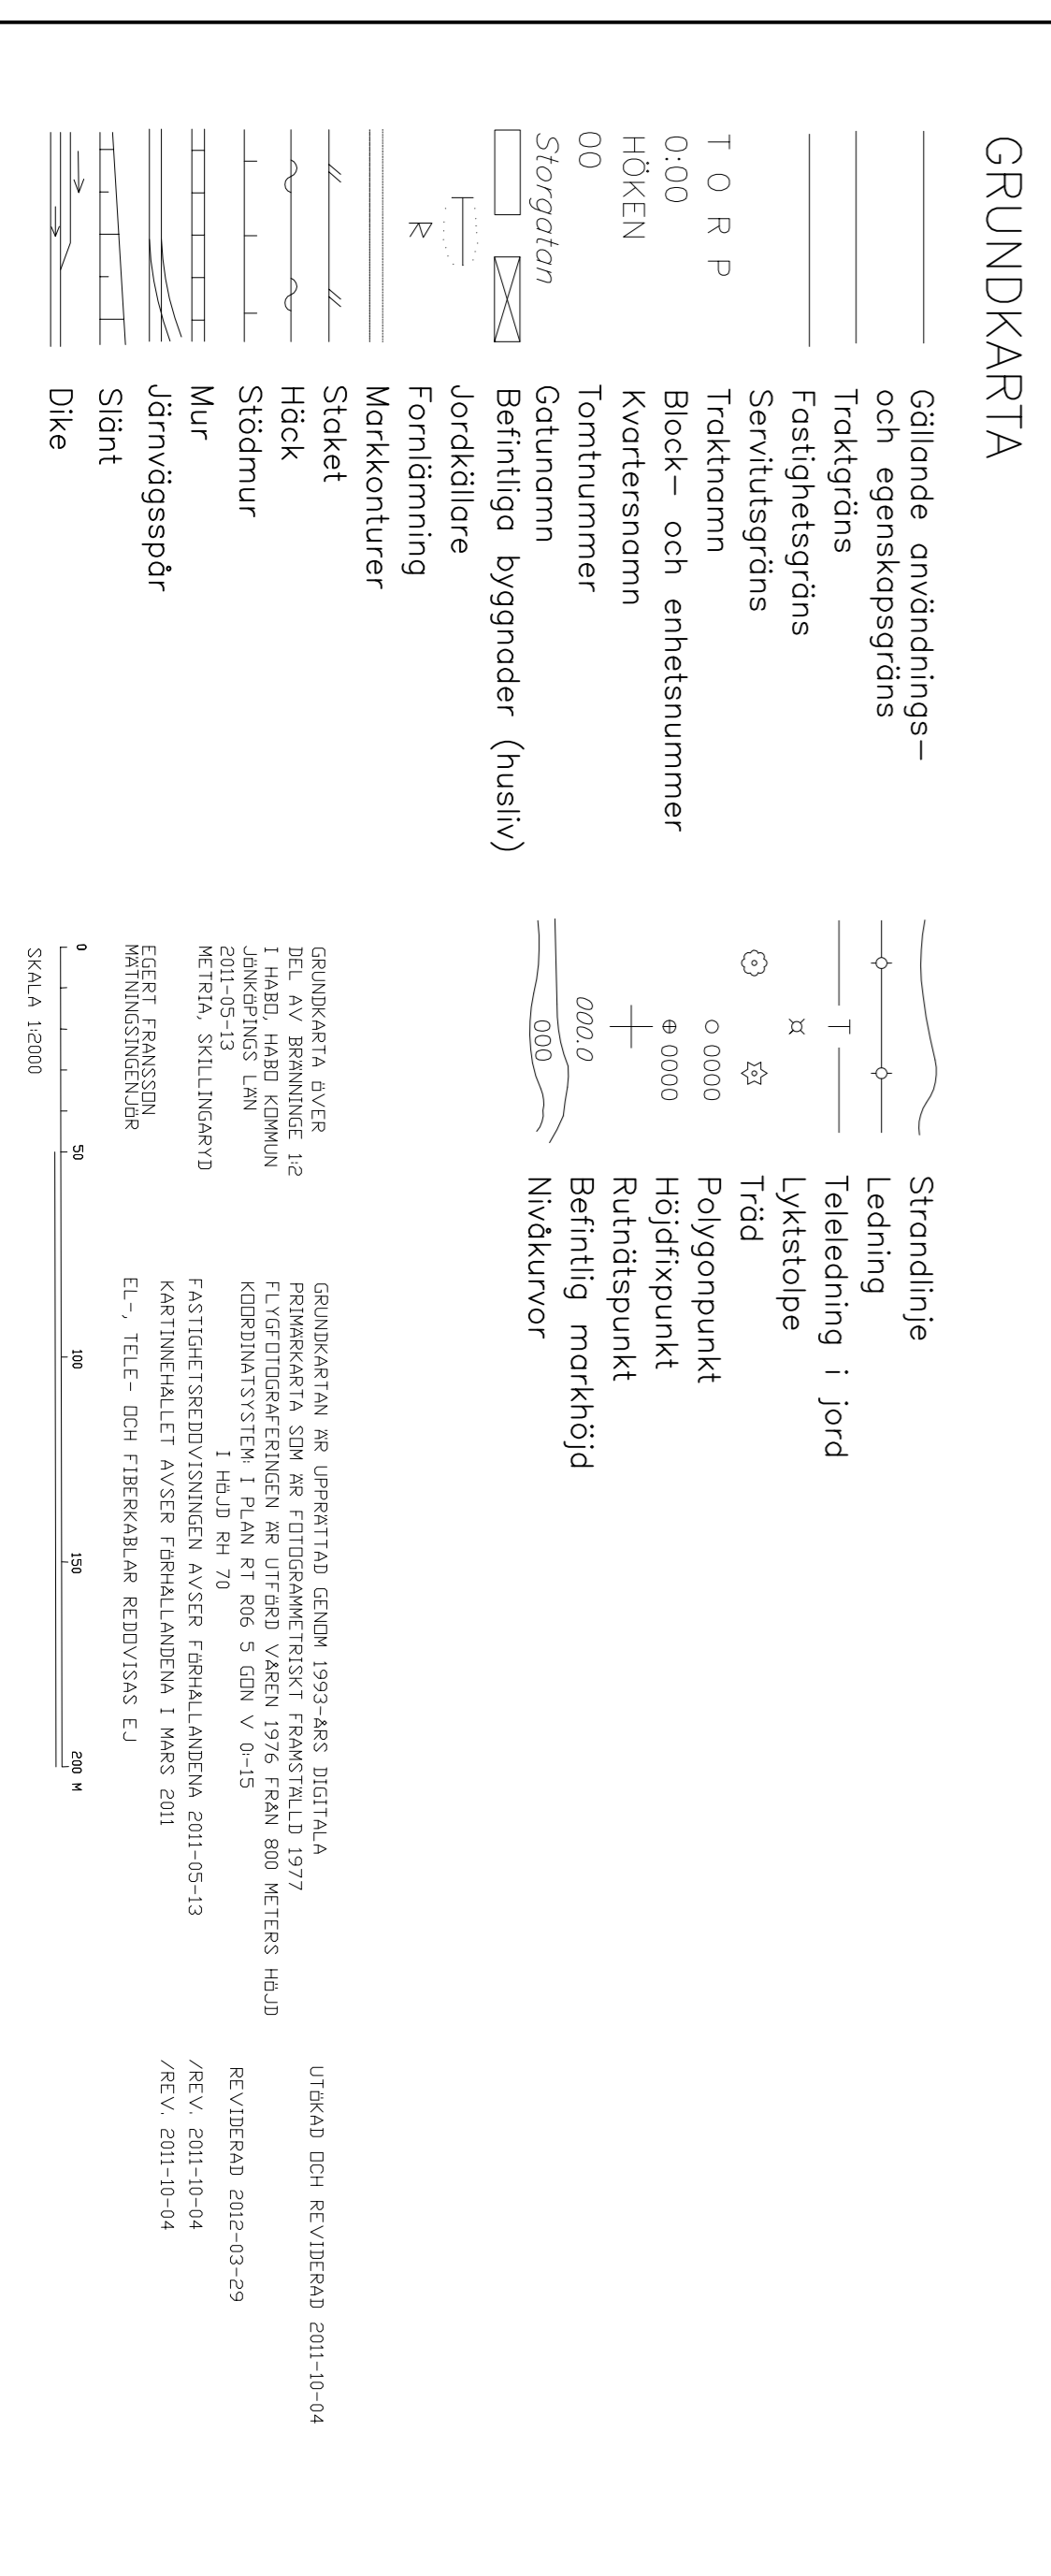 GRUNDKARTA
Gällande användnings-
och egenskapsgräns
Traktgräns
Fastighetsgräns
Servitutsgräns
T O R P Traktnamn
0:00 Block- och enhetsnummer
HÖKEN Kvartersnamn
00 Tomtnummer
Storgatan Gatunamn
Befintliga byggnader (husliv)
Jordkällare
R Fornlämning
Markkonturer
Staket
Häck
Stödmur
Mur
Järnvägsspår
Slänt
Dike
Strandlinje
Ledning
T Teleledning i jord
Lyktstolpe
Träd
0000 Polygonpunkt
0000 Höjdfixpunkt
Rutnätspunkt
000.0 Befintlig markhöjd
000 Nivåkurvor
GRUNDKARTA ÖVER
DEL AV BRÄNNINGE 1:2
I HABO, HABO KOMMUN
JÖNKÖPINGS LÄN
2011-05-13
METRIA, SKILLINGARYD
EGERT FRANSSON
MÄTNINGSINGENJÖR
GRUNDKARTAN ÄR UPPRÄTTAD GENOM 1993-ÅRS DIGITALA
PRIMÄRKARTA SOM ÄR FOTOGRAMMETRISKT FRAMSTÄLLD 1977
FLYGFOTOGRAFERINGEN ÄR UTFÖRD VÅREN 1976 FRÅN 800 METERS HÖJD
KOORDINATSYSTEM: I PLAN RT R06 5 GON V 0:-15
I HÖJD RH 70
FASTIGHETSREDOVISNINGEN AVSER FÖRHÅLLANDENA 2011-05-13
KARTINNEHÅLLET AVSER FÖRHÅLLANDENA I MARS 2011
EL-, TELE- OCH FIBERKABLAR REDOVISAS EJ
UTÖKAD OCH REVIDERAD 2011-10-04
REVIDERAD 2012-03-29
/REV. 2011-10-04
/REV. 2011-10-04
0 50 100 150 200 M
SKALA 1:2000